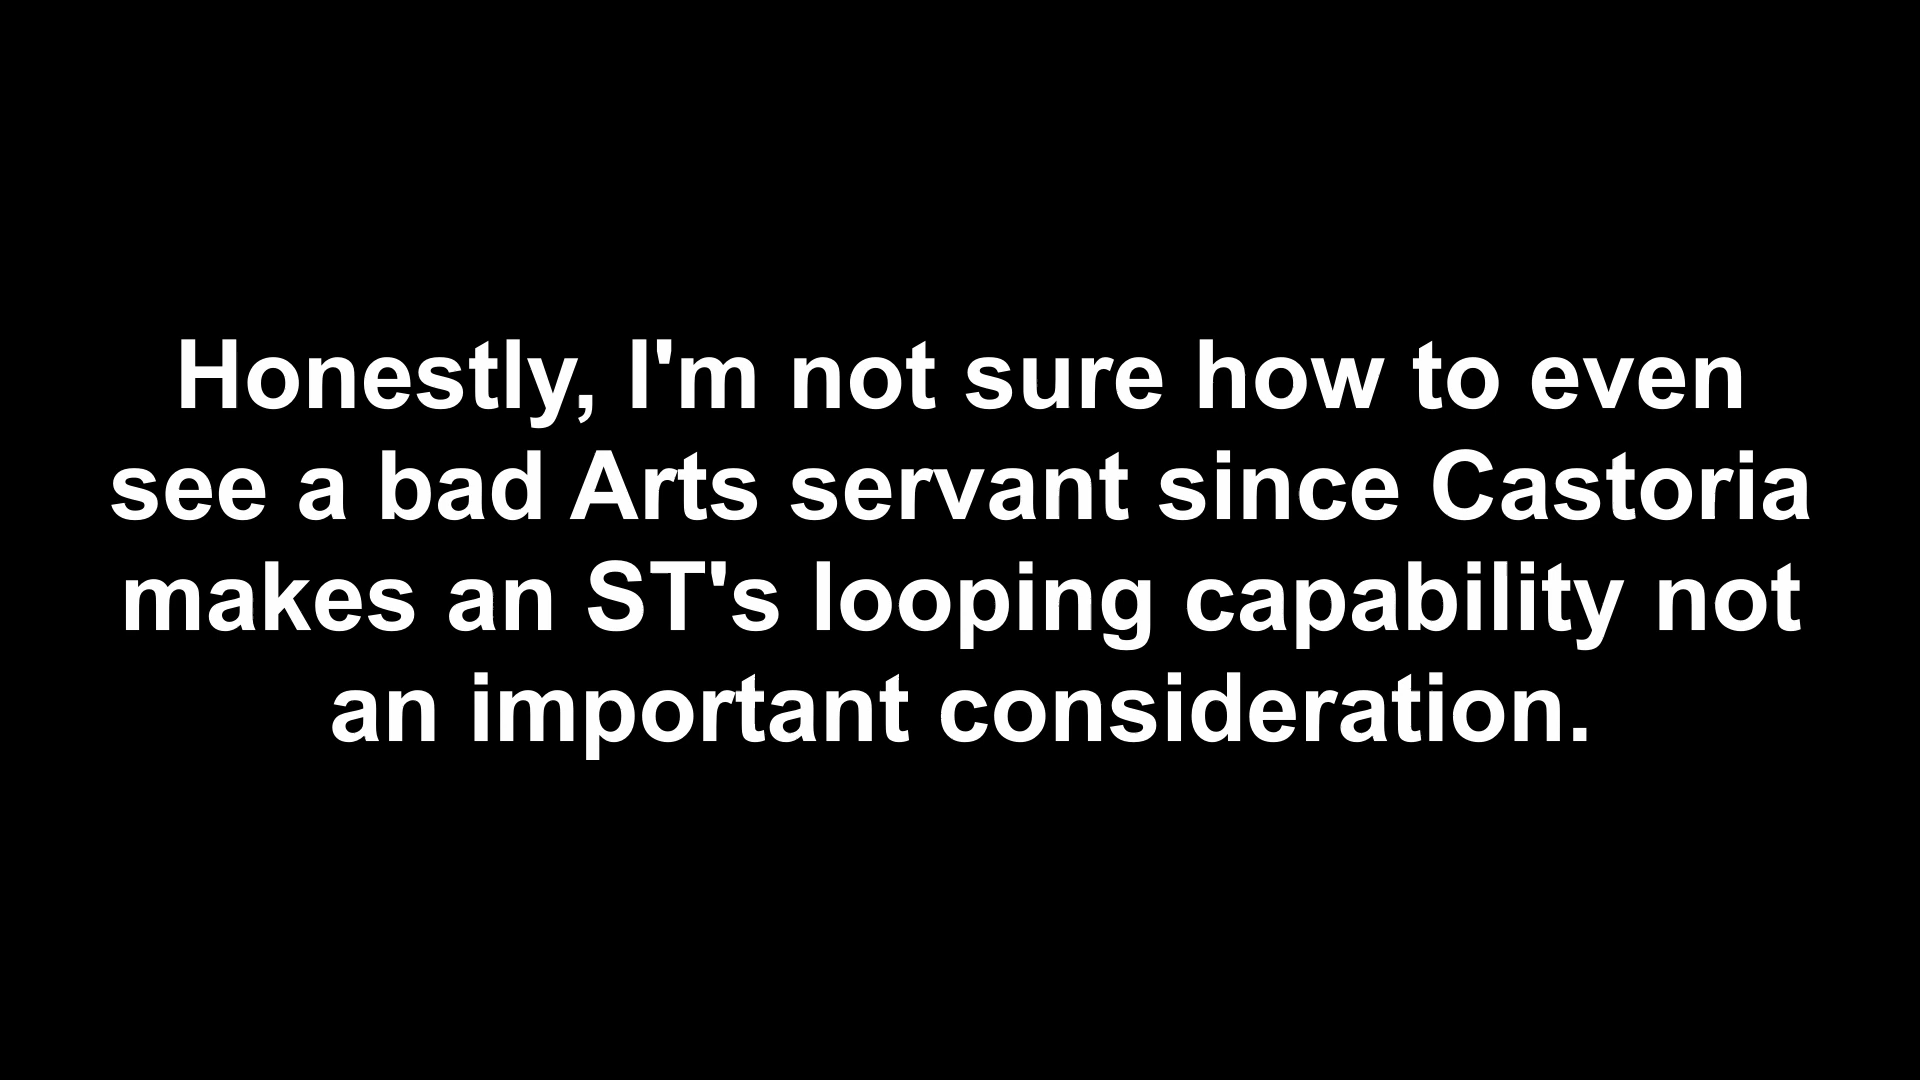 Honestly, I'm not sure how to even
see a bad Arts servant since Castoria
makes an ST's looping capability not
an important consideration.